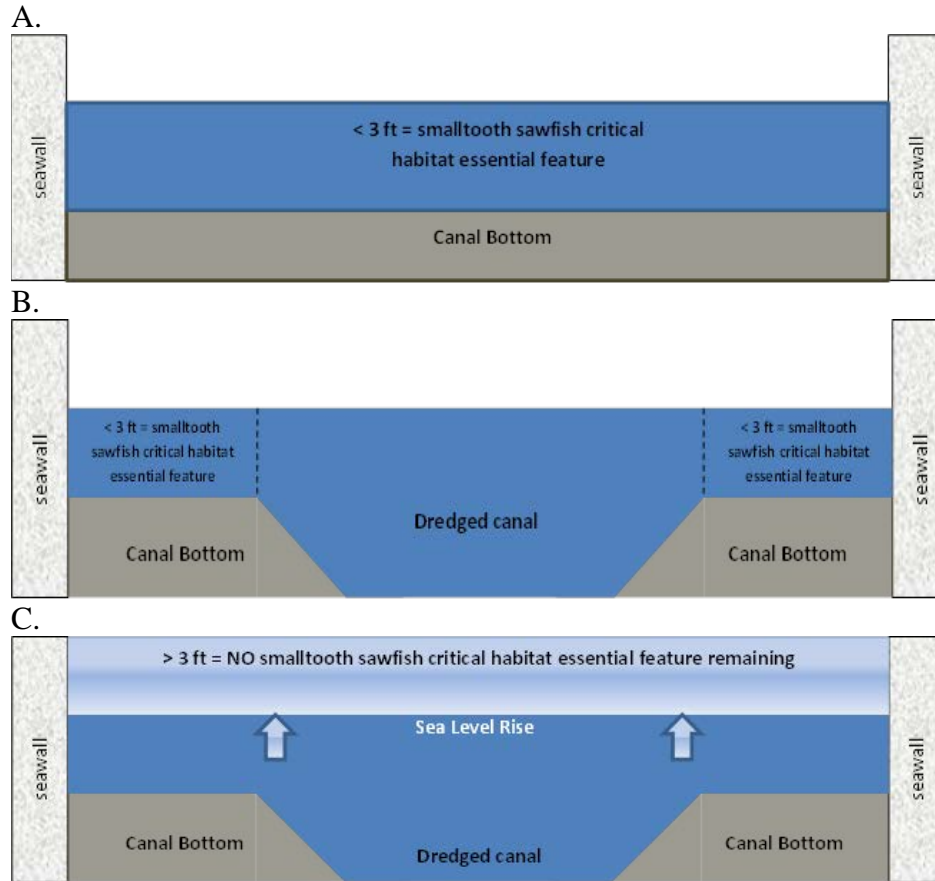 A.
seawall
< 3 ft = smalltooth sawfish critical
habitat essential feature
Canal Bottom
seawall
B.
seawall
< 3 ft = smalltooth
sawfish critical habitat
essential feature
Canal Bottom
Dredged canal
< 3 ft = smalltooth
sawfish critical habitat
essential feature
Canal Bottom
seawall
C.
seawall
> 3 ft = NO smalltooth sawfish critical habitat essential feature remaining
Sea Level Rise
Canal Bottom
Dredged canal
Canal Bottom
seawall